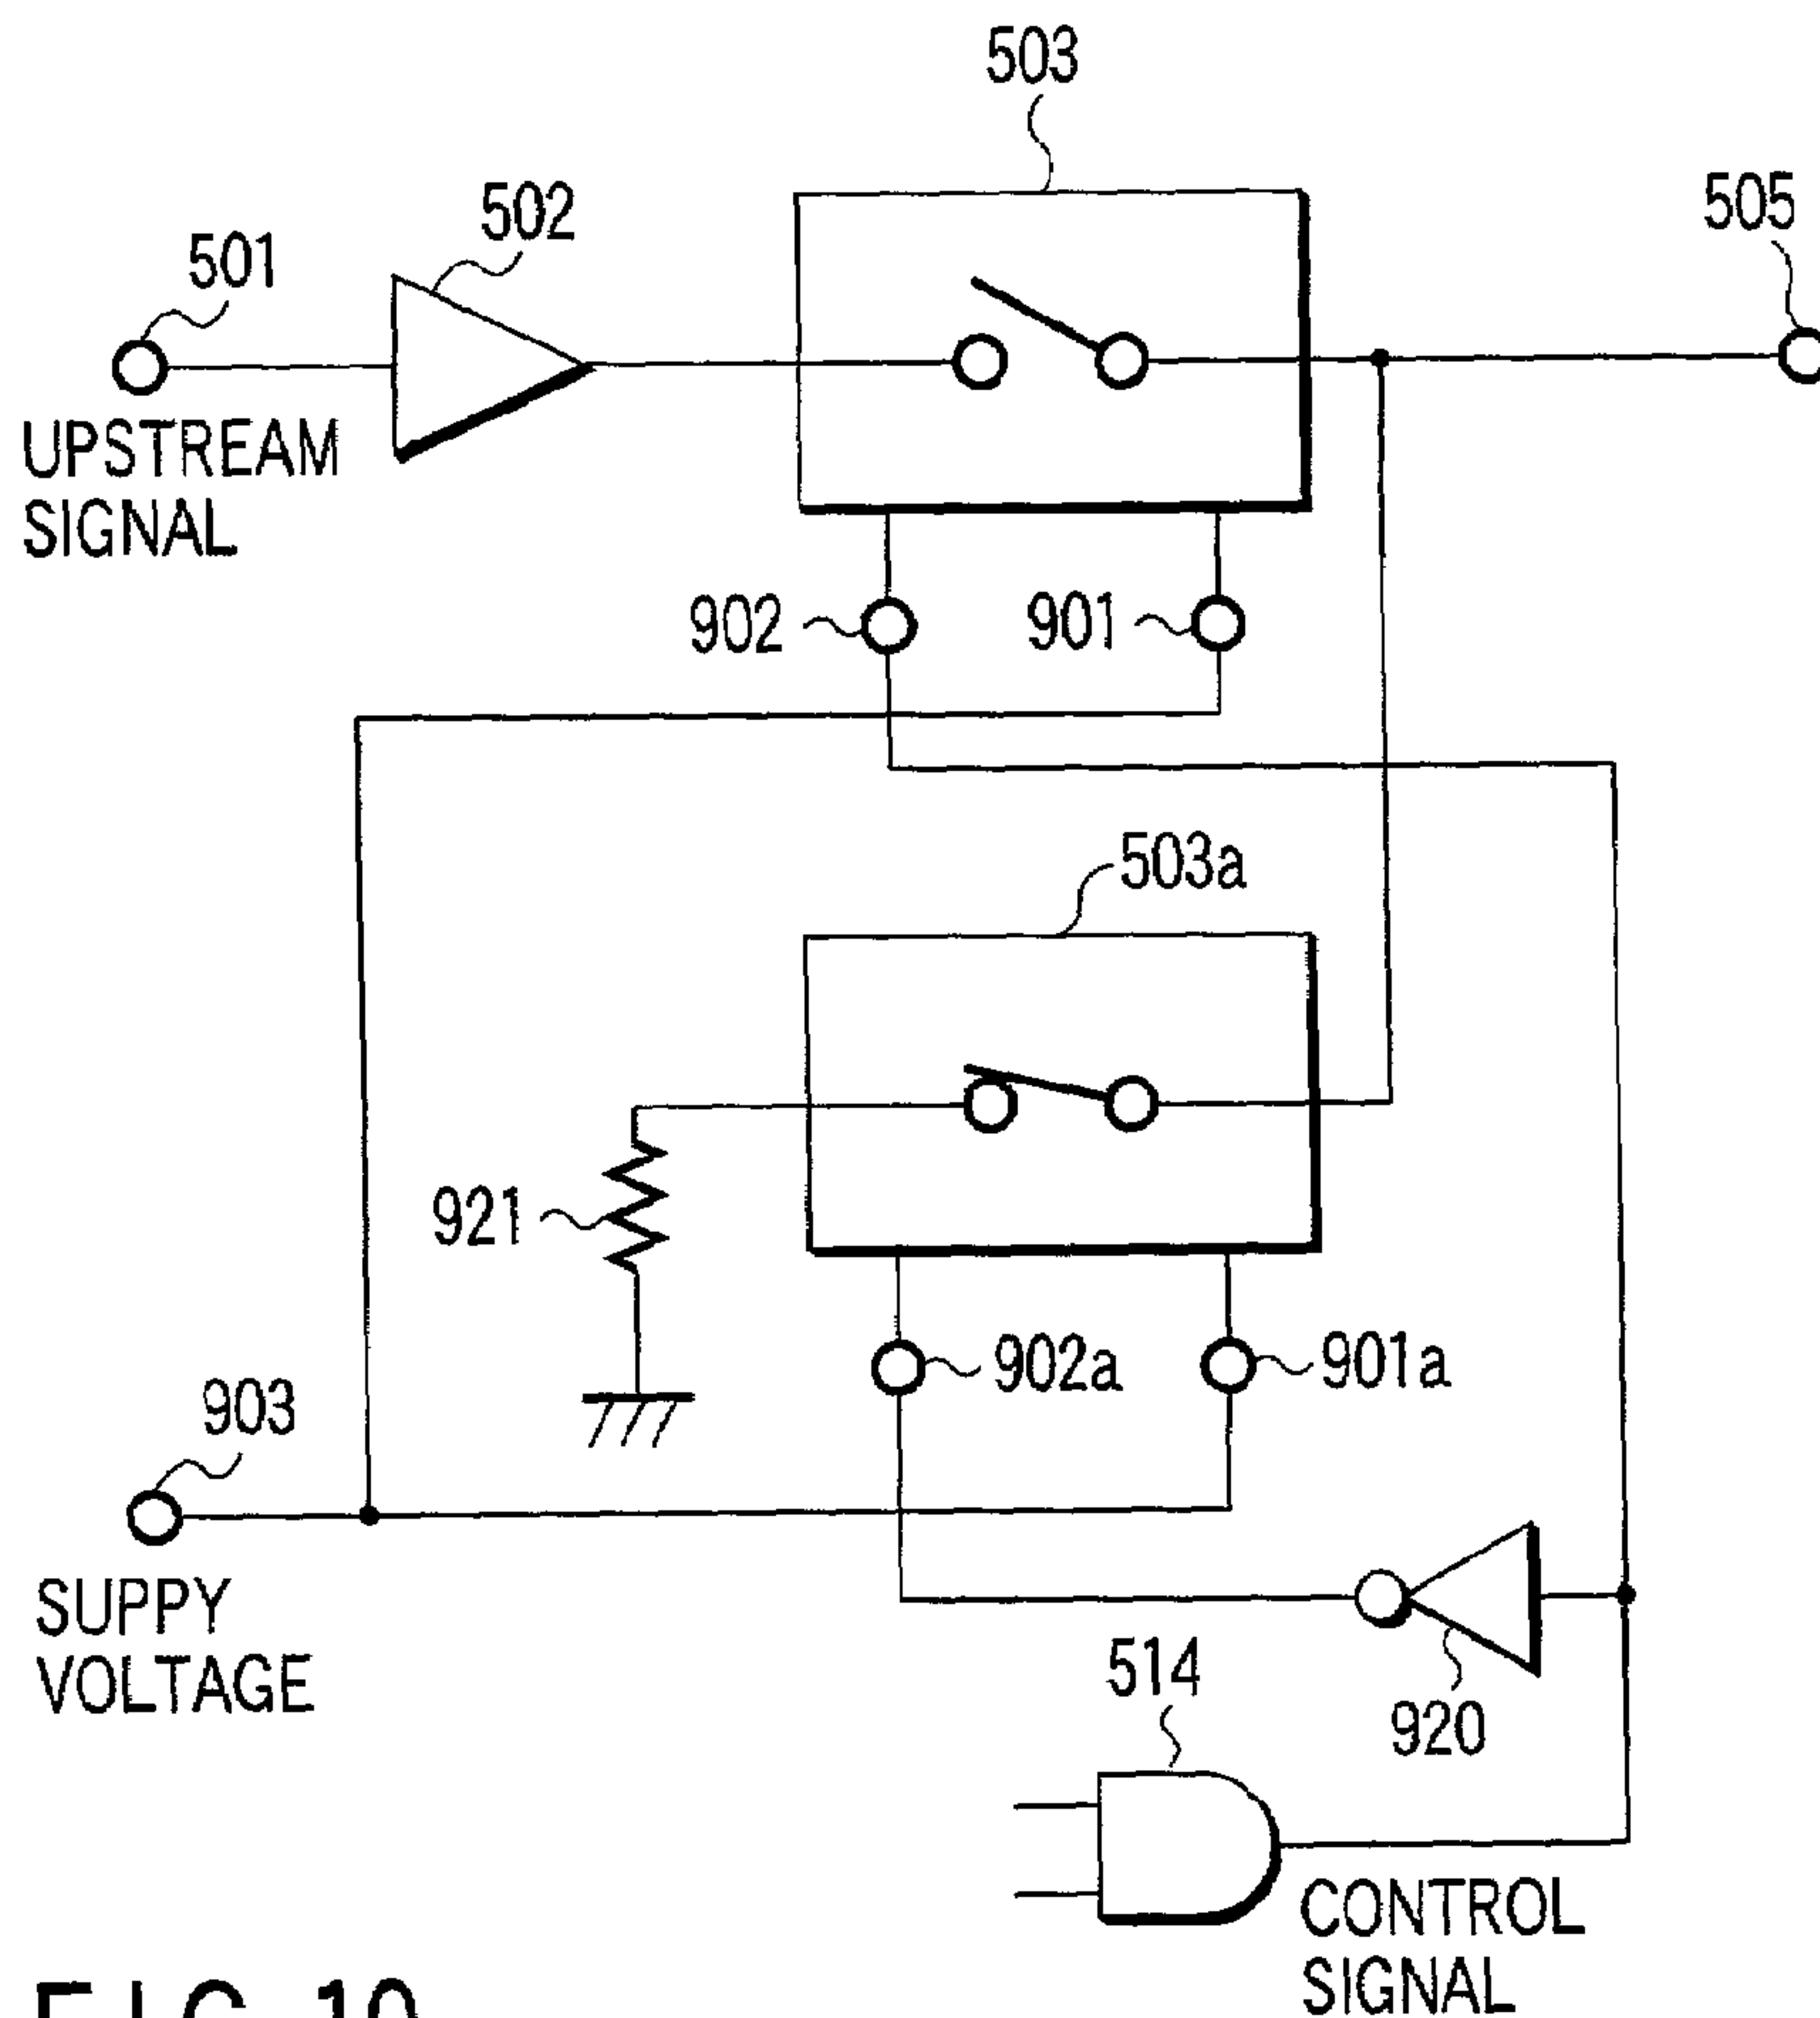 503
502
505
501
UPSTREAM
SIGNAL
902
901
503a
921
902a
901a
903
SUPPY
VOLTAGE
514
920
CONTROL
SIGNAL